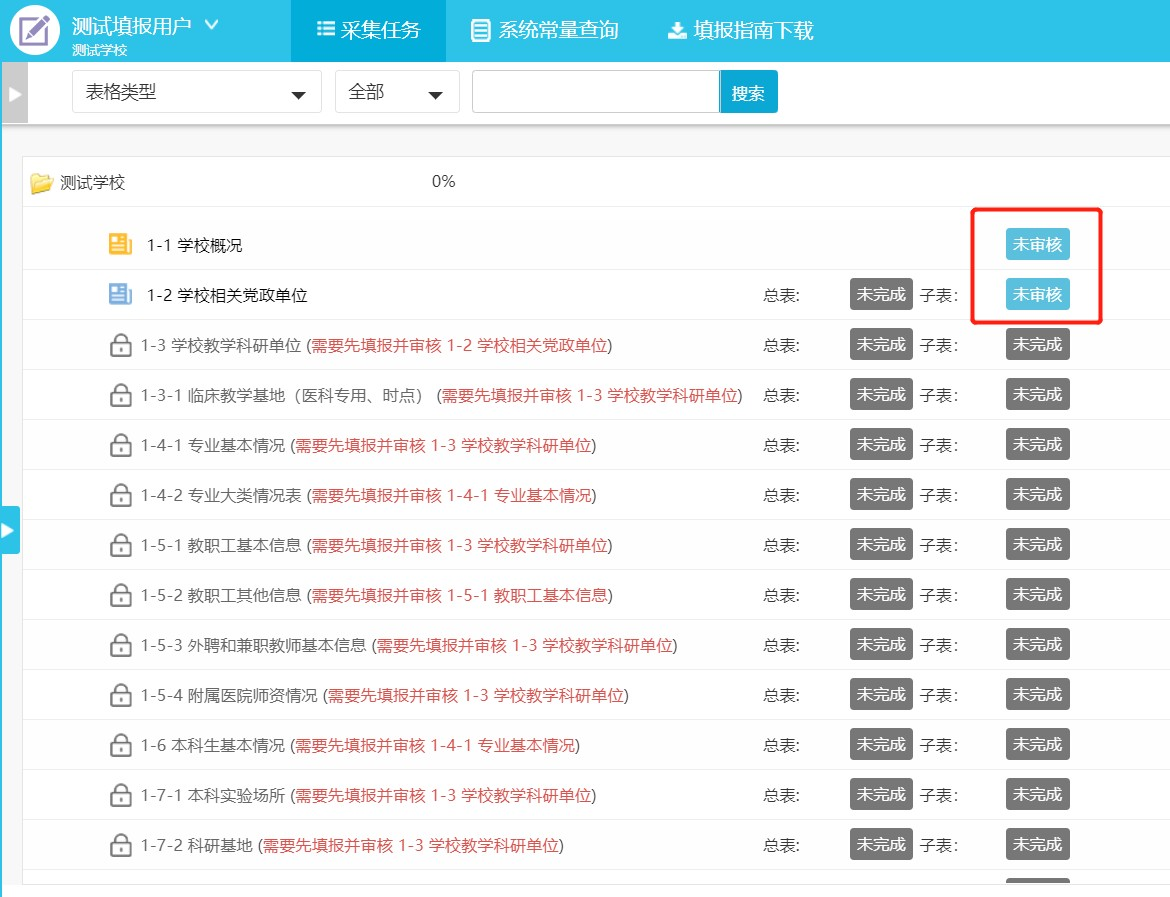 测试填报用户
测试学校
采集任务
系统常量查询
填报指南下载
表格类型
全部
搜索
测试学校 0%
1-1 学校概况 未审核
1-2 学校相关党政单位 总表: 未完成 子表: 未审核
1-3 学校教学科研单位 (需要先填报并审核 1-2 学校相关党政单位) 总表: 未完成 子表: 未完成
1-3-1 临床教学基地（医科专用、时点） (需要先填报并审核 1-3 学校教学科研单位) 总表: 未完成 子表: 未完成
1-4-1 专业基本情况 (需要先填报并审核 1-3 学校教学科研单位) 总表: 未完成 子表: 未完成
1-4-2 专业大类情况表 (需要先填报并审核 1-4-1 专业基本情况) 总表: 未完成 子表: 未完成
1-5-1 教职工基本信息 (需要先填报并审核 1-3 学校教学科研单位) 总表: 未完成 子表: 未完成
1-5-2 教职工其他信息 (需要先填报并审核 1-5-1 教职工基本信息) 总表: 未完成 子表: 未完成
1-5-3 外聘和兼职教师基本信息 (需要先填报并审核 1-3 学校教学科研单位) 总表: 未完成 子表: 未完成
1-5-4 附属医院师资情况 (需要先填报并审核 1-3 学校教学科研单位) 总表: 未完成 子表: 未完成
1-6 本科生基本情况 (需要先填报并审核 1-4-1 专业基本情况) 总表: 未完成 子表: 未完成
1-7-1 本科实验场所 (需要先填报并审核 1-3 学校教学科研单位) 总表: 未完成 子表: 未完成
1-7-2 科研基地 (需要先填报并审核 1-3 学校教学科研单位) 总表: 未完成 子表: 未完成